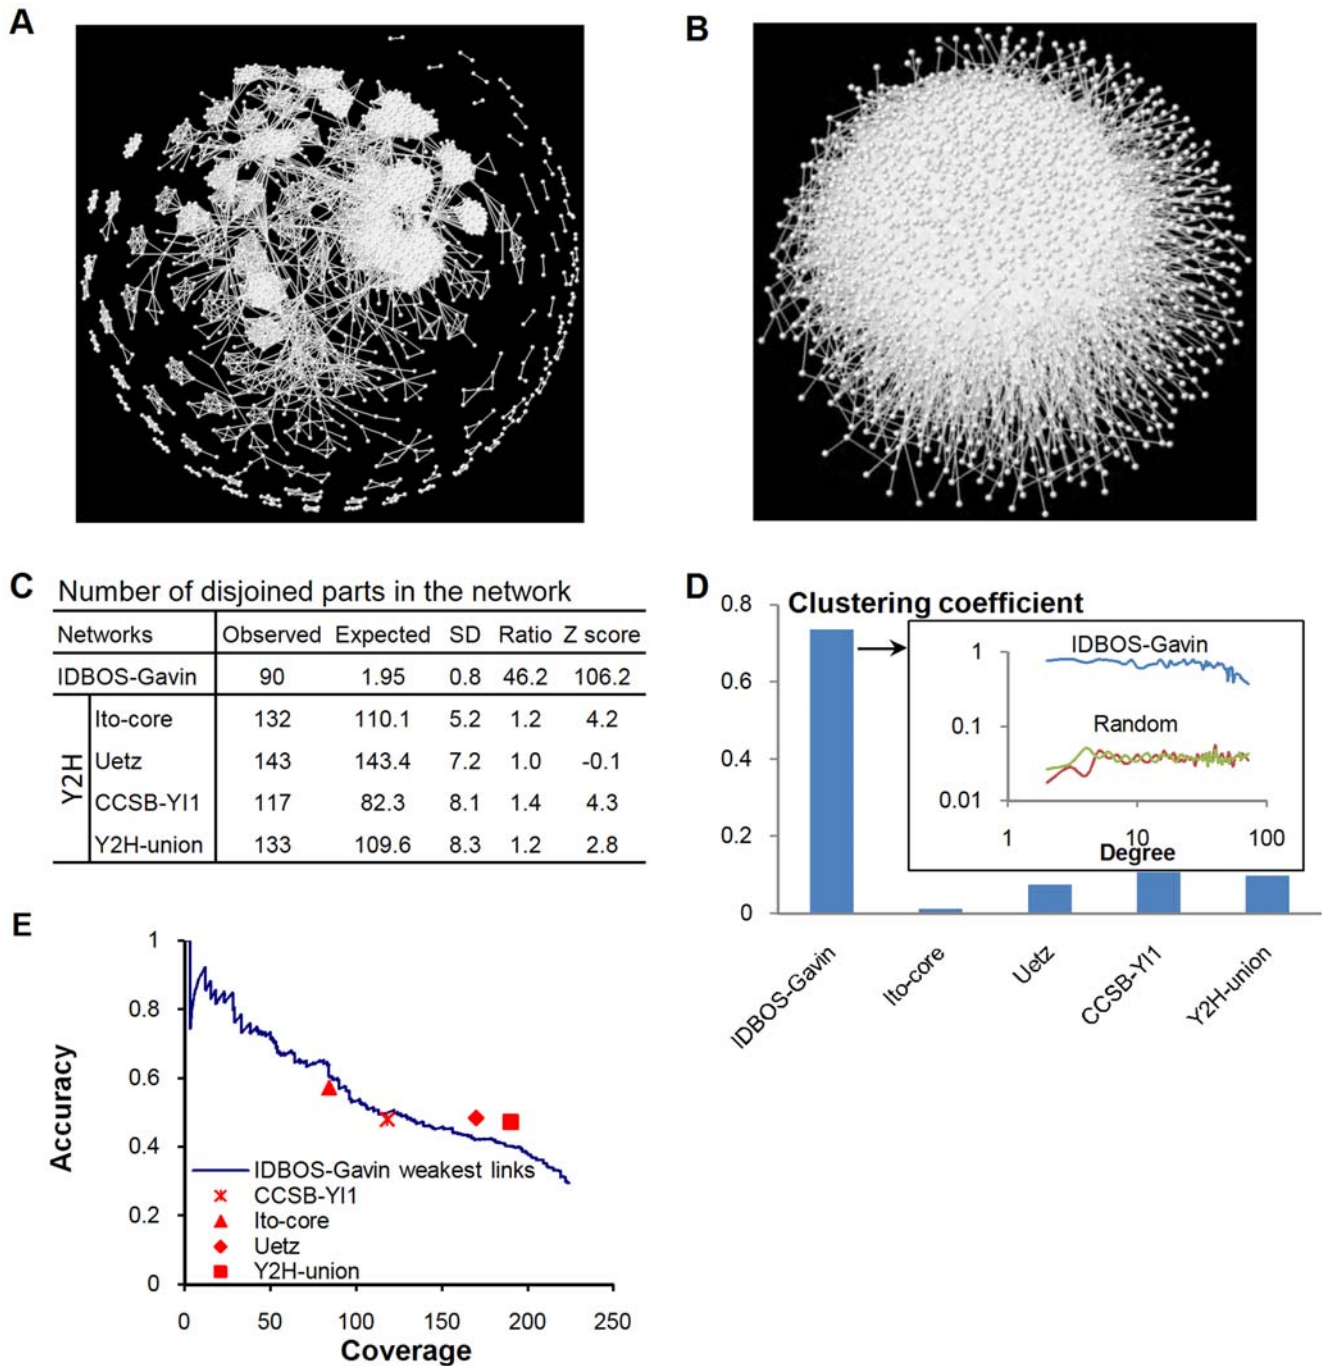 A
B
C
Number of disjoined parts in the network
Networks Observed Expected SD Ratio Z score
IDBOS-Gavin 90 1.95 0.8 46.2 106.2
Y2H
Ito-core 132 110.1 5.2 1.2 4.2
Uetz 143 143.4 7.2 1.0 -0.1
CCSB-YI1 117 82.3 8.1 1.4 4.3
Y2H-union 133 109.6 8.3 1.2 2.8
D
Clustering coefficient
0.8
0.6
0.4
0.2
0
IDBOS-Gavin
Random
1
0.1
0.01
1 10 100
Degree
IDBOS-Gavin
Ito-core
Uetz
CCSB-YI1
Y2H-union
E
Accuracy
1
0.8
0.6
0.4
0.2
0
IDBOS-Gavin weakest links
CCSB-YI1
Ito-core
Uetz
Y2H-union
0 50 100 150 200 250
Coverage